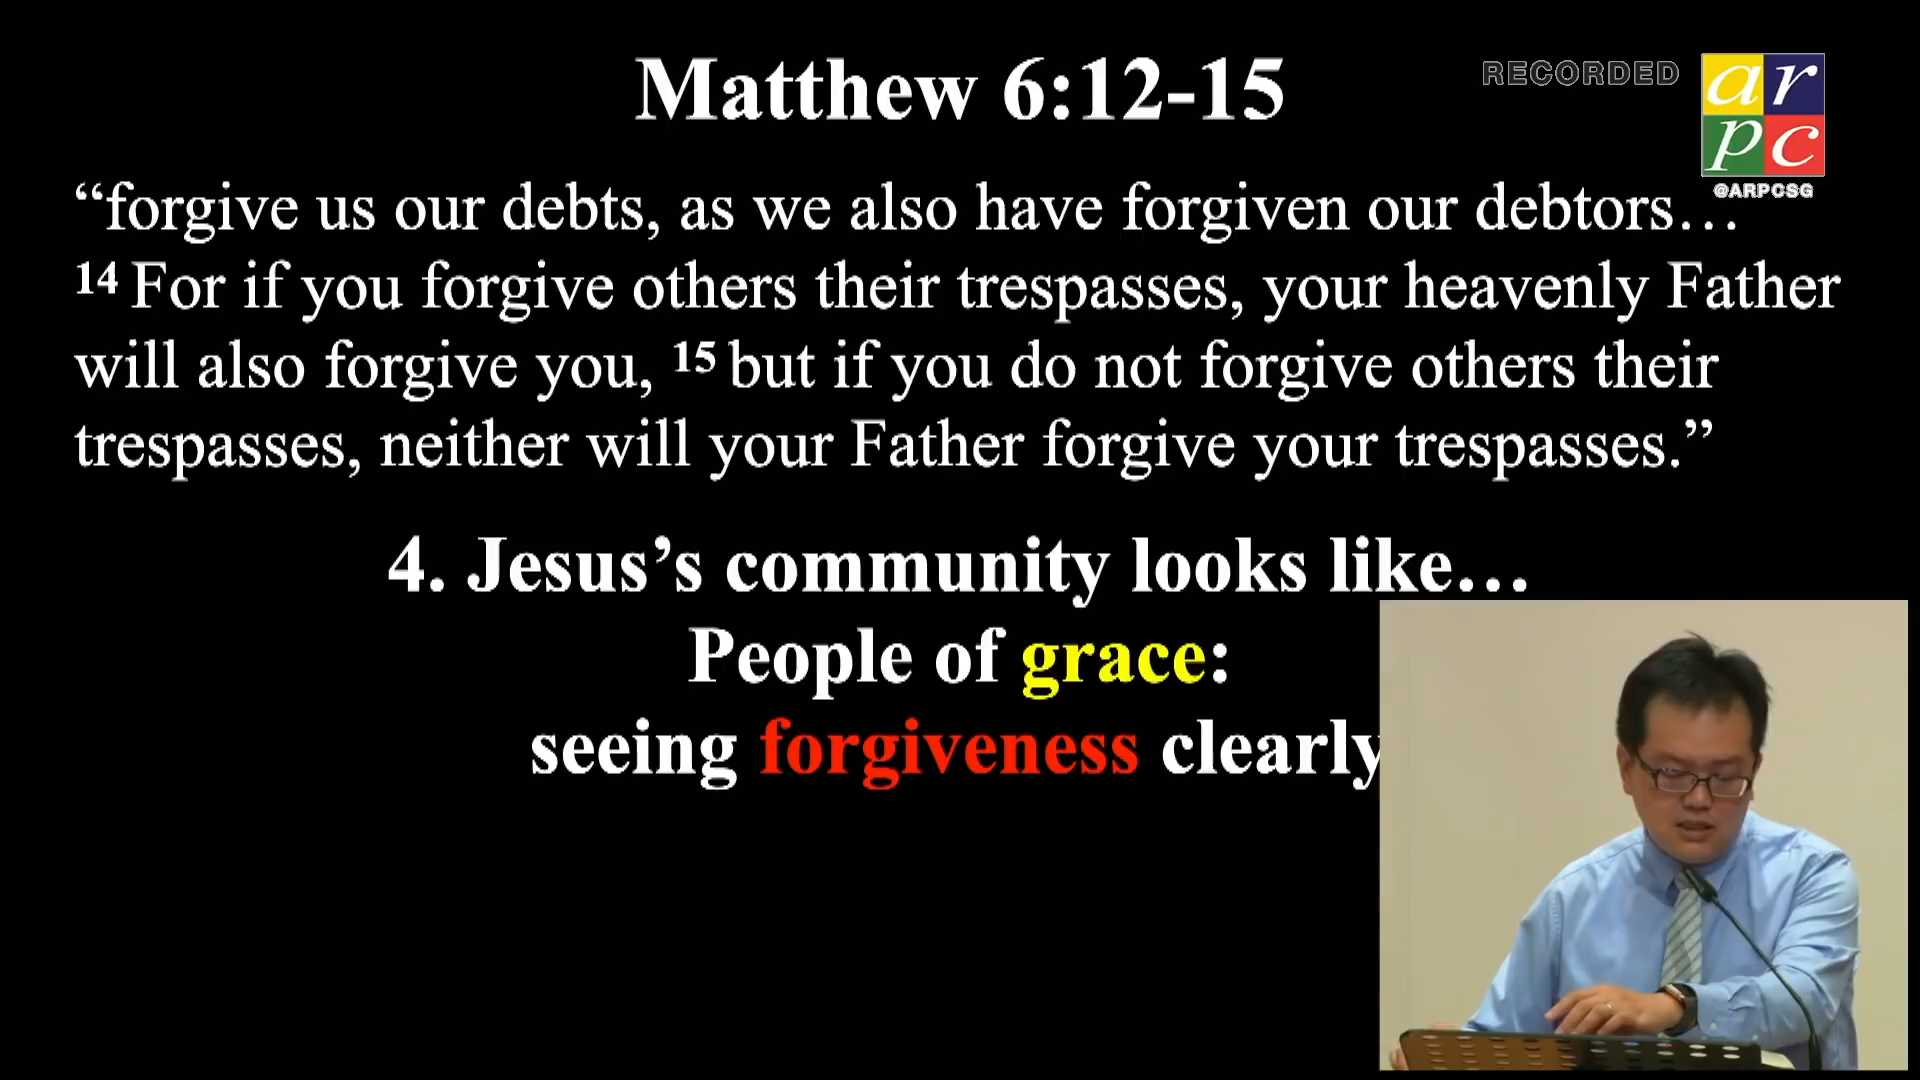 Matthew 6:12-15
RECORDED
ar
pc
@ARPCSG
“forgive us our debts, as we also have forgiven our debtors…
14 For if you forgive others their trespasses, your heavenly Father
will also forgive you, 15 but if you do not forgive others their
trespasses, neither will your Father forgive your trespasses.”
4. Jesus’s community looks like…
People of grace:
seeing forgiveness clearly